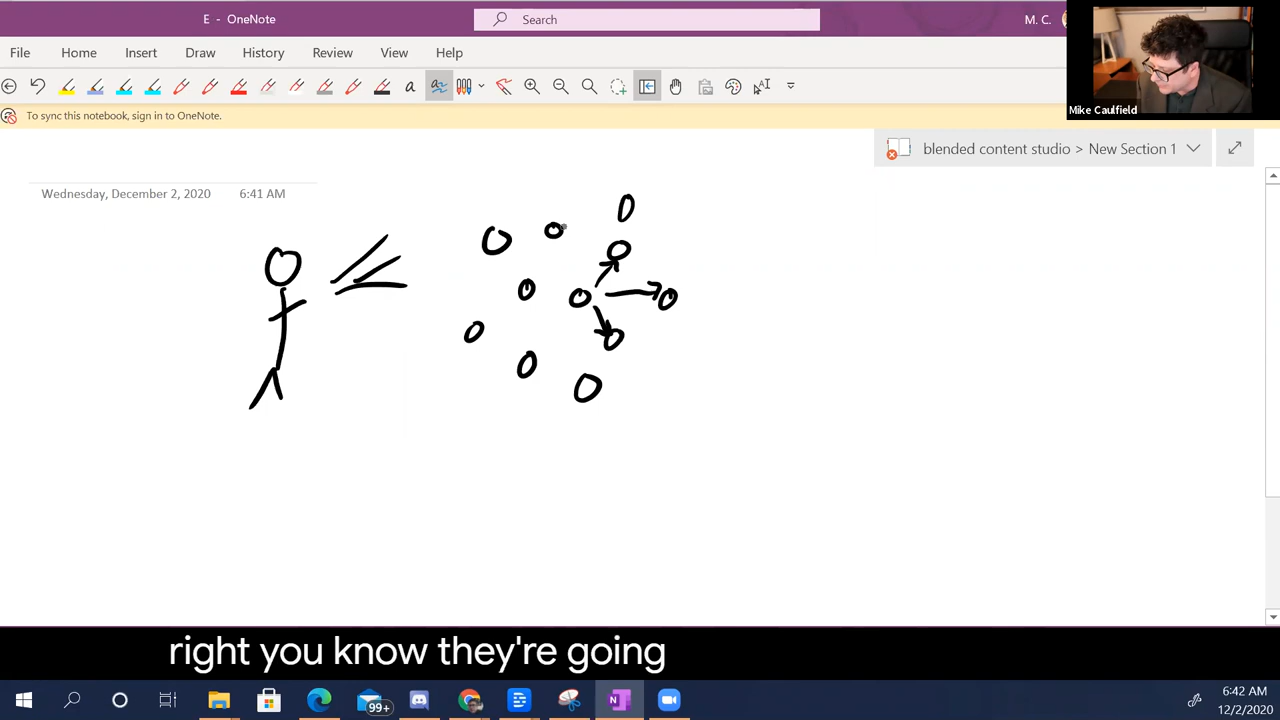 E - OneNote
Search
M. C.
File Home Insert Draw History Review View Help
Mike Caulfield
To sync this notebook, sign in to OneNote.
blended content studio > New Section 1
Wednesday, December 2, 2020 6:41 AM
right you know they're going
99+
6:42 AM
12/2/2020